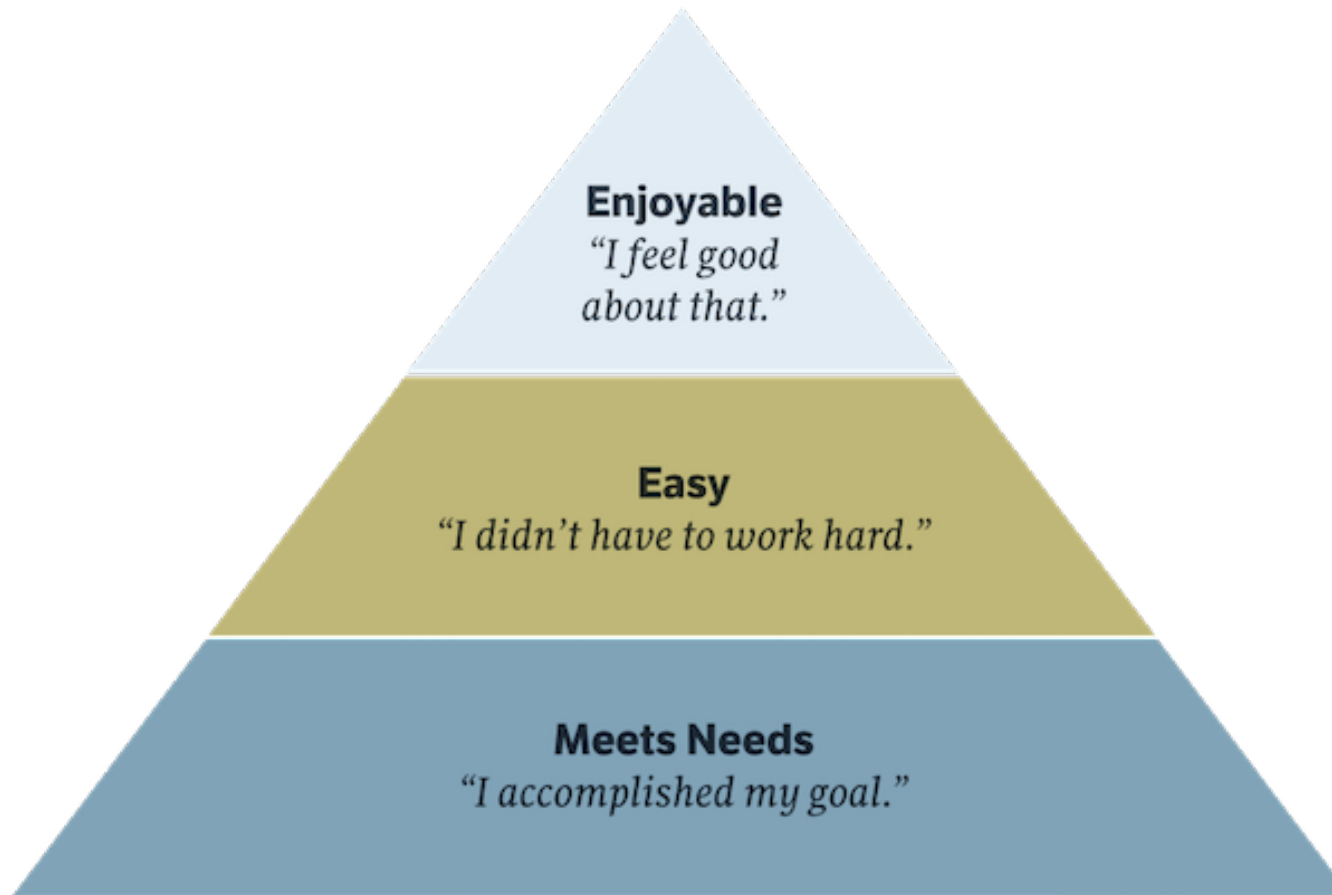 Enjoyable
“I feel good
about that.”
Easy
“I didn’t have to work hard.”
Meets Needs
“I accomplished my goal.”